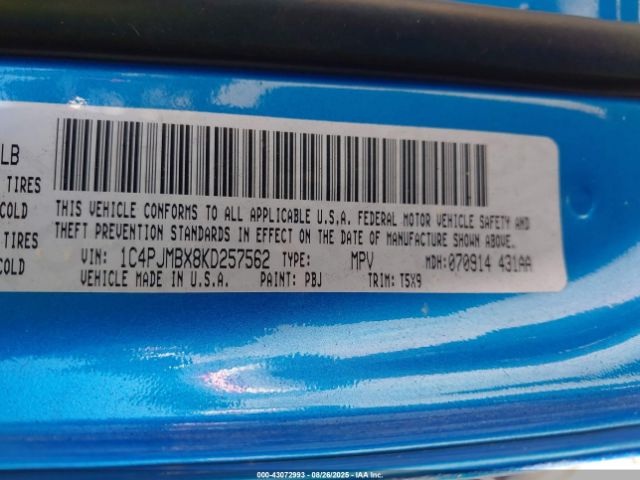 LB
TIRES
COLD
TIRES
COLD
THIS VEHICLE CONFORMS TO ALL APPLICABLE U.S.A. FEDERAL MOTOR VEHICLE SAFETY AND
THEFT PREVENTION STANDARDS IN EFFECT ON THE DATE OF MANUFACTURE SHOWN ABOVE.
VIN: 1C4PJMBX8KD257562 TYPE: MPV MDH:070914 431AA
VEHICLE MADE IN U.S.A. PAINT: PBJ TRIM: T5X9
000-43072993 - 08/26/2025 - IAA Inc.